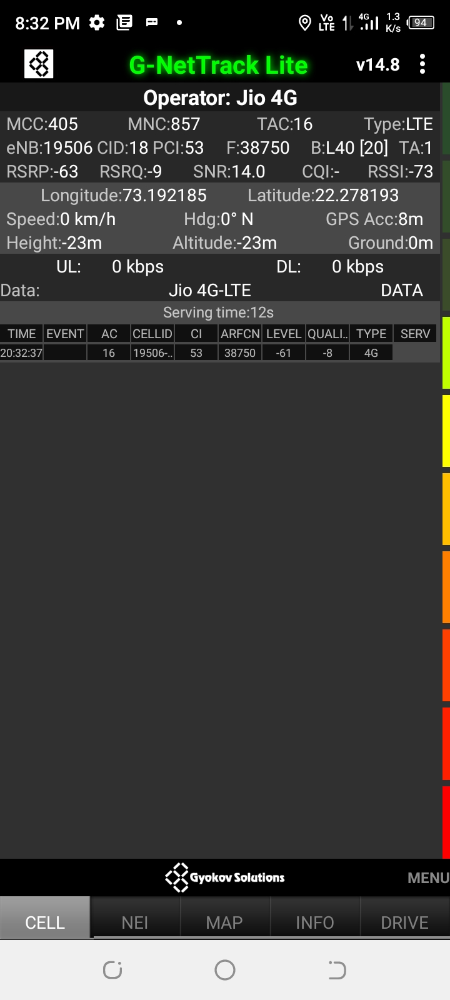 8:32 PM Vo LTE 4G 1.3 K/s 94
G-NetTrack Lite v14.8
Operator: Jio 4G
MCC:405 MNC:857 TAC:16 Type:LTE
eNB:19506 CID:18 PCI:53 F:38750 B:L40 [20] TA:1
RSRP:-63 RSRQ:-9 SNR:14.0 CQI:- RSSI:-73
Longitude:73.192185 Latitude:22.278193
Speed:0 km/h Hdg:0° N GPS Acc:8m
Height:-23m Altitude:-23m Ground:0m
UL: 0 kbps DL: 0 kbps
Data: Jio 4G-LTE DATA
Serving time:12s
TIME EVENT AC CELLID CI ARFCN LEVEL QUALI.. TYPE SERV
20:32:37 16 19506-.. 53 38750 -61 -8 4G
Gyokov Solutions MENU
CELL NEI MAP INFO DRIVE